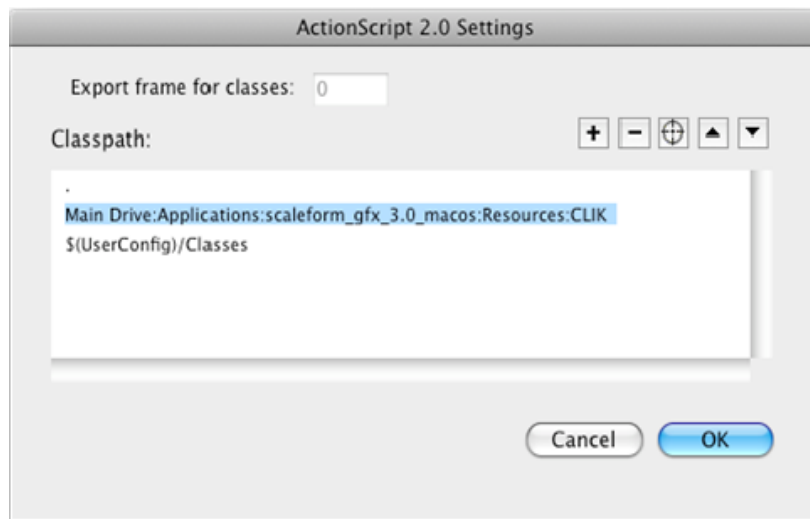 ActionScript 2.0 Settings
Export frame for classes: 0
Classpath:
.
Main Drive:Applications:scaleform_gfx_3.0_macos:Resources:CLIK
$(UserConfig)/Classes
Cancel OK